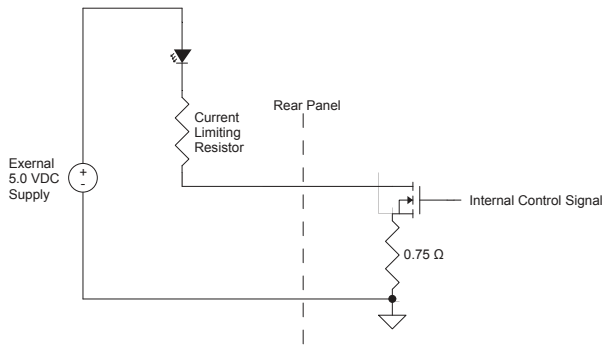 Rear Panel
Current
Limiting
Resistor
Exernal
5.0 VDC
Supply
+
-
Internal Control Signal
0.75 Ω